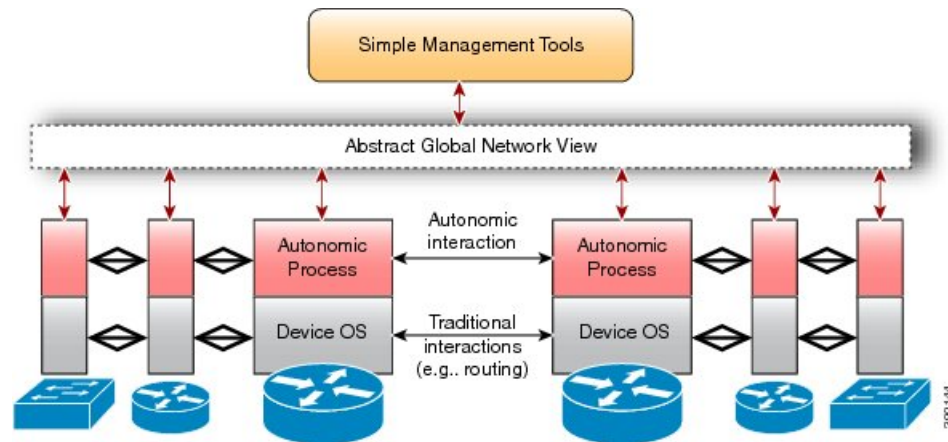 Simple Management Tools
Abstract Global Network View
Autonomic
interaction
Autonomic
Process
Autonomic
Process
Device OS
Traditional
interactions
(e.g.. routing)
Device OS